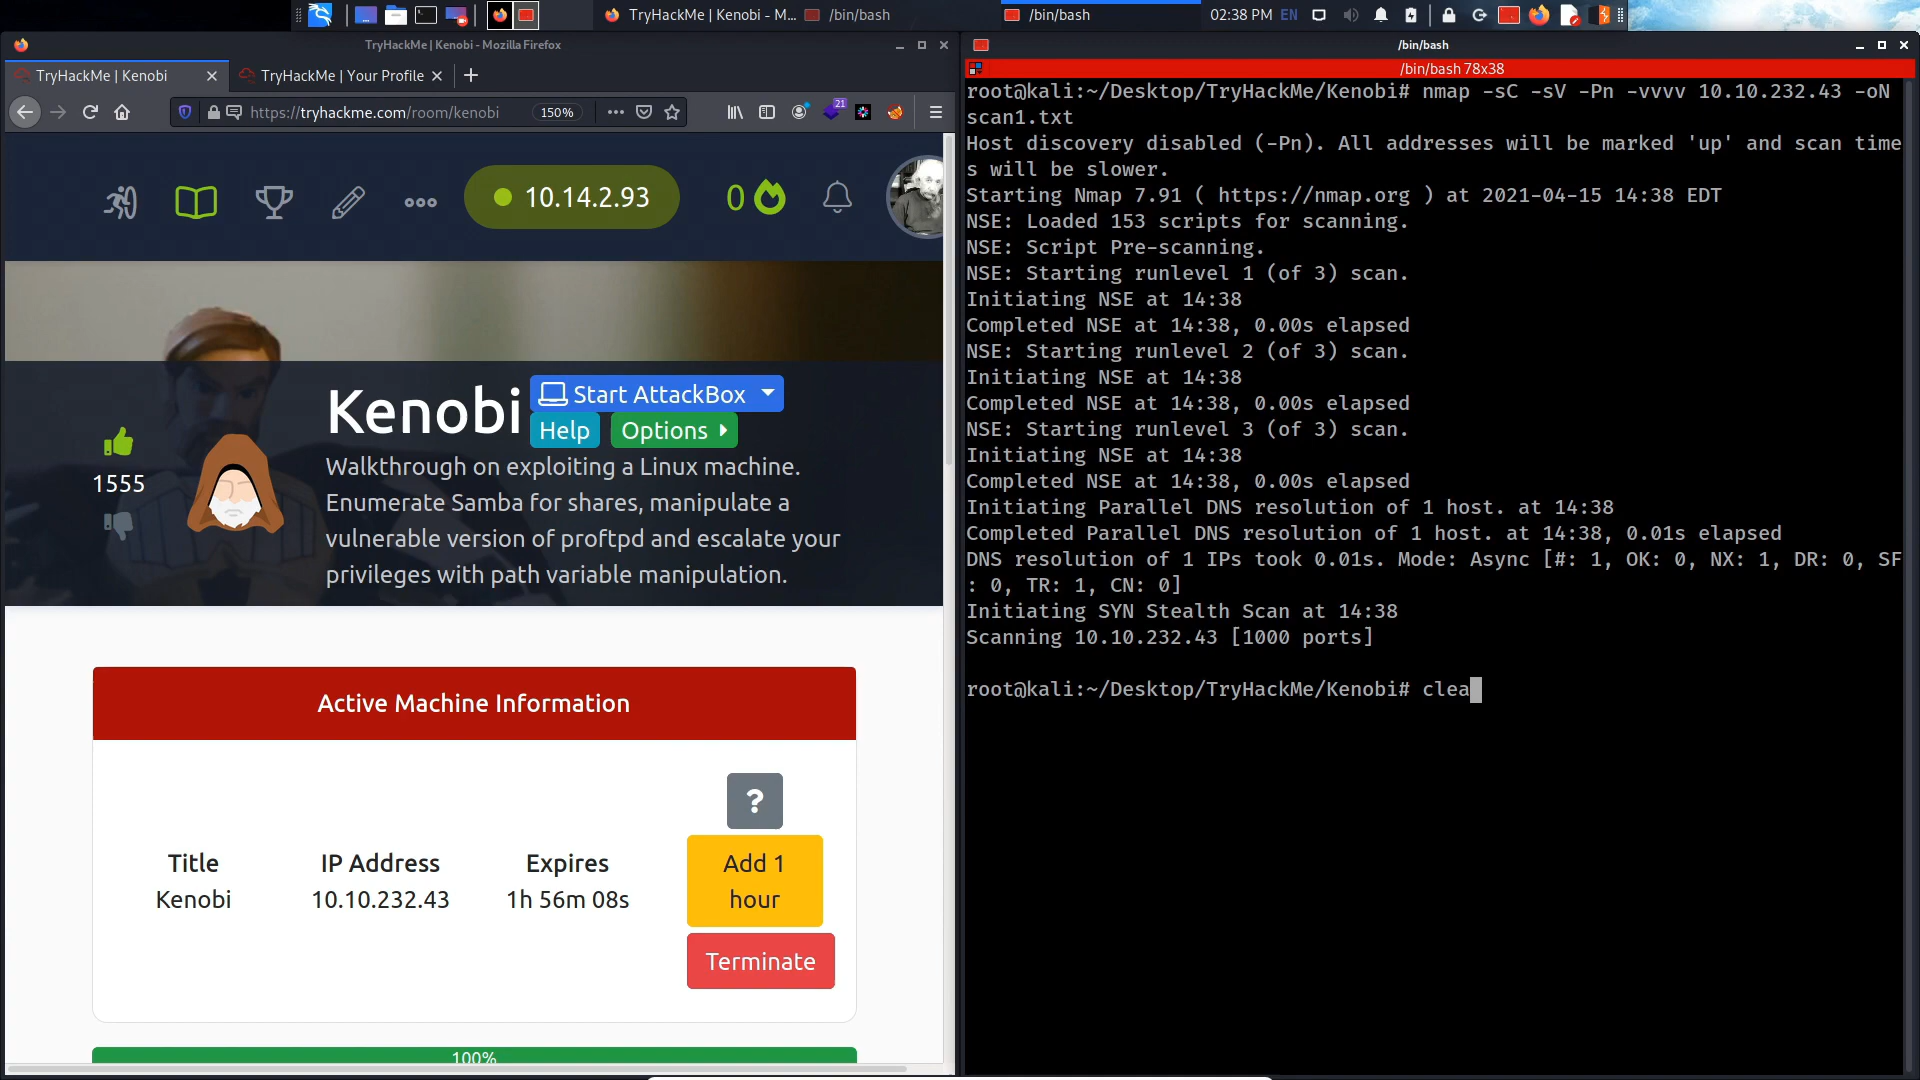 TryHackMe | Kenobi - M...
/bin/bash
/bin/bash
02:38 PM EN
TryHackMe | Kenobi - Mozilla Firefox
TryHackMe | Kenobi
TryHackMe | Your Profile
https://tryhackme.com/room/kenobi
150%
21
10.14.2.93
0
Kenobi
Start AttackBox
Help
Options
1555
Walkthrough on exploiting a Linux machine.
Enumerate Samba for shares, manipulate a
vulnerable version of proftpd and escalate your
privileges with path variable manipulation.
Active Machine Information
?
Title
IP Address
Expires
Add 1
hour
Kenobi
10.10.232.43
1h 56m 08s
Terminate
100%
/bin/bash
/bin/bash 78x38
root@kali:~/Desktop/TryHackMe/Kenobi# nmap -sC -sV -Pn -vvvv 10.10.232.43 -oN
scan1.txt
Host discovery disabled (-Pn). All addresses will be marked 'up' and scan time
s will be slower.
Starting Nmap 7.91 ( https://nmap.org ) at 2021-04-15 14:38 EDT
NSE: Loaded 153 scripts for scanning.
NSE: Script Pre-scanning.
NSE: Starting runlevel 1 (of 3) scan.
Initiating NSE at 14:38
Completed NSE at 14:38, 0.00s elapsed
NSE: Starting runlevel 2 (of 3) scan.
Initiating NSE at 14:38
Completed NSE at 14:38, 0.00s elapsed
NSE: Starting runlevel 3 (of 3) scan.
Initiating NSE at 14:38
Completed NSE at 14:38, 0.00s elapsed
Initiating Parallel DNS resolution of 1 host. at 14:38
Completed Parallel DNS resolution of 1 host. at 14:38, 0.01s elapsed
DNS resolution of 1 IPs took 0.01s. Mode: Async [#: 1, OK: 0, NX: 1, DR: 0, SF
: 0, TR: 1, CN: 0]
Initiating SYN Stealth Scan at 14:38
Scanning 10.10.232.43 [1000 ports]
root@kali:~/Desktop/TryHackMe/Kenobi# clea